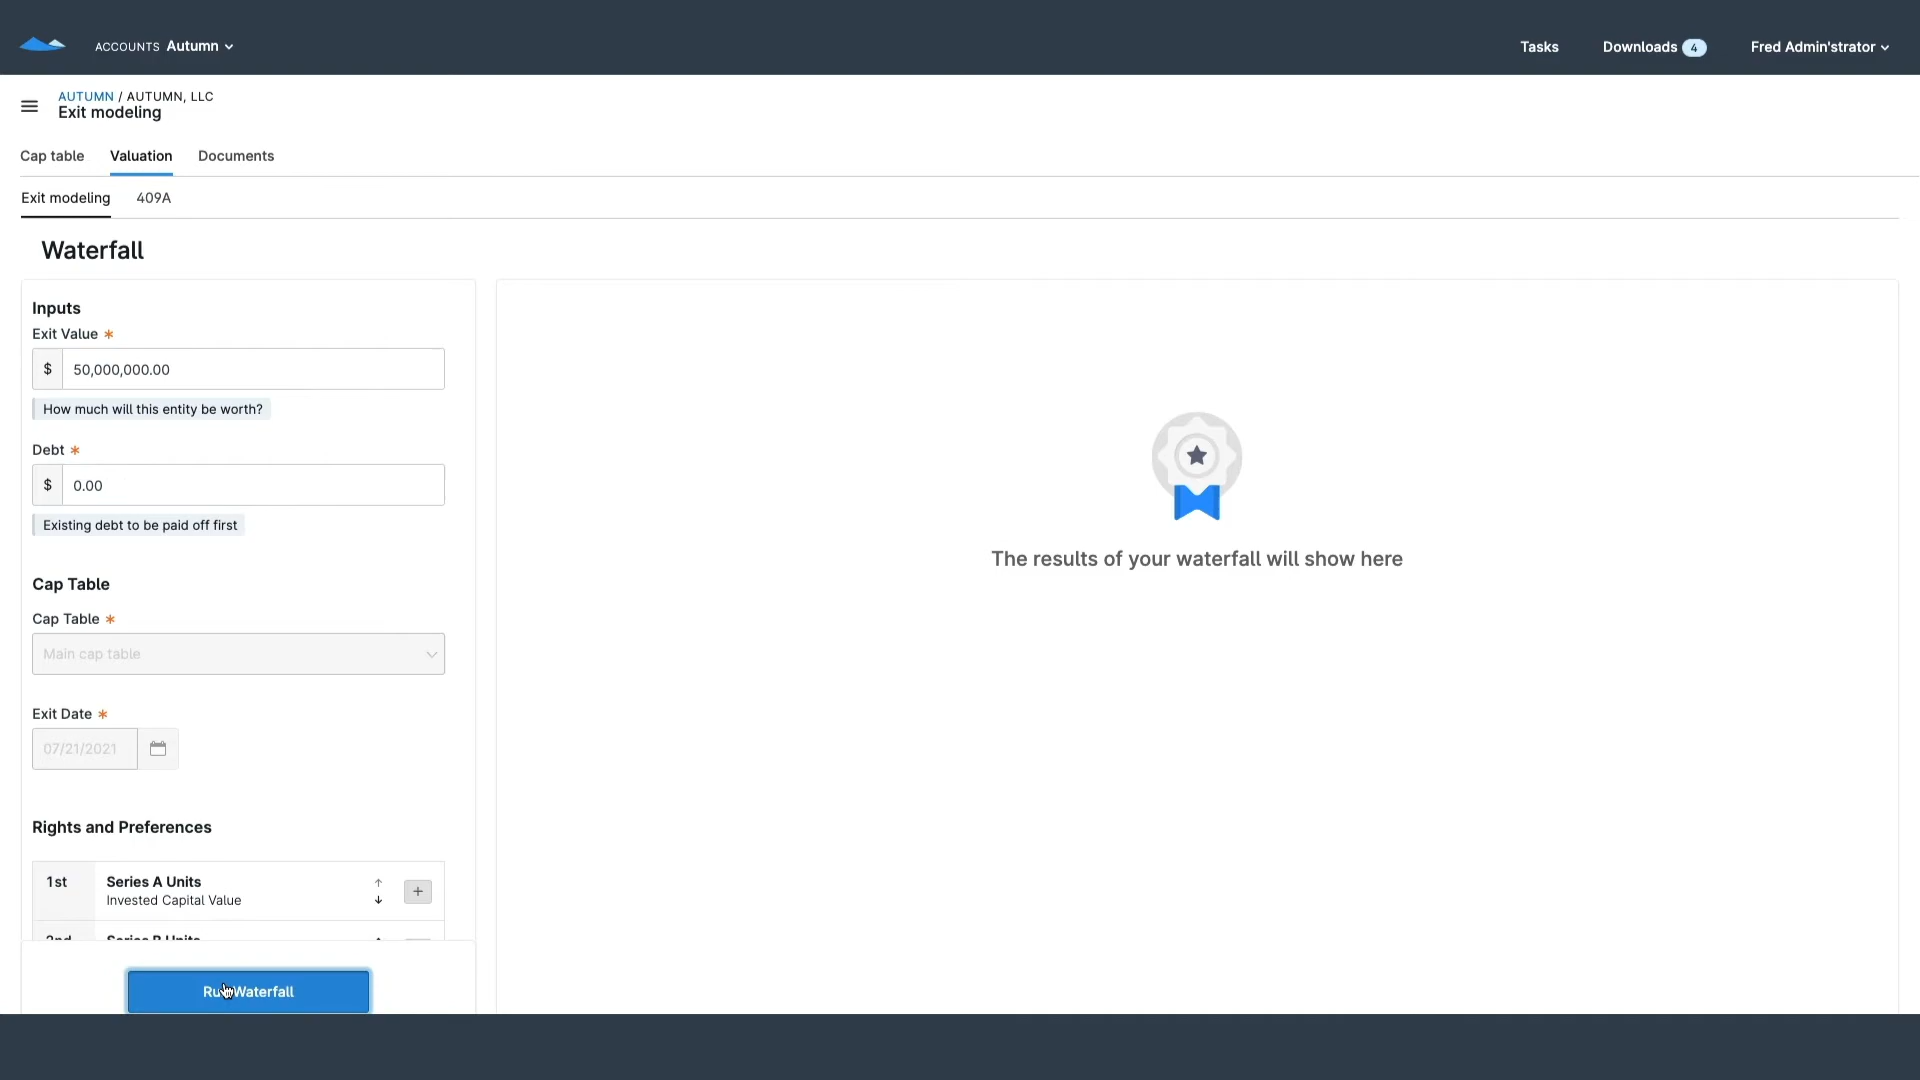 ACCOUNTS Autumn
Tasks
Downloads 4
Fred Admin'strator
AUTUMN / AUTUMN, LLC
Exit modeling
Cap table
Valuation
Documents
Exit modeling
409A
Waterfall
Inputs
Exit Value *
$ 50,000,000.00
How much will this entity be worth?
Debt *
$ 0.00
Existing debt to be paid off first
Cap Table
Cap Table *
Main cap table
Exit Date *
07/21/2021
Rights and Preferences
1st
Series A Units
Invested Capital Value
2nd
Series B Units
Run Waterfall
The results of your waterfall will show here